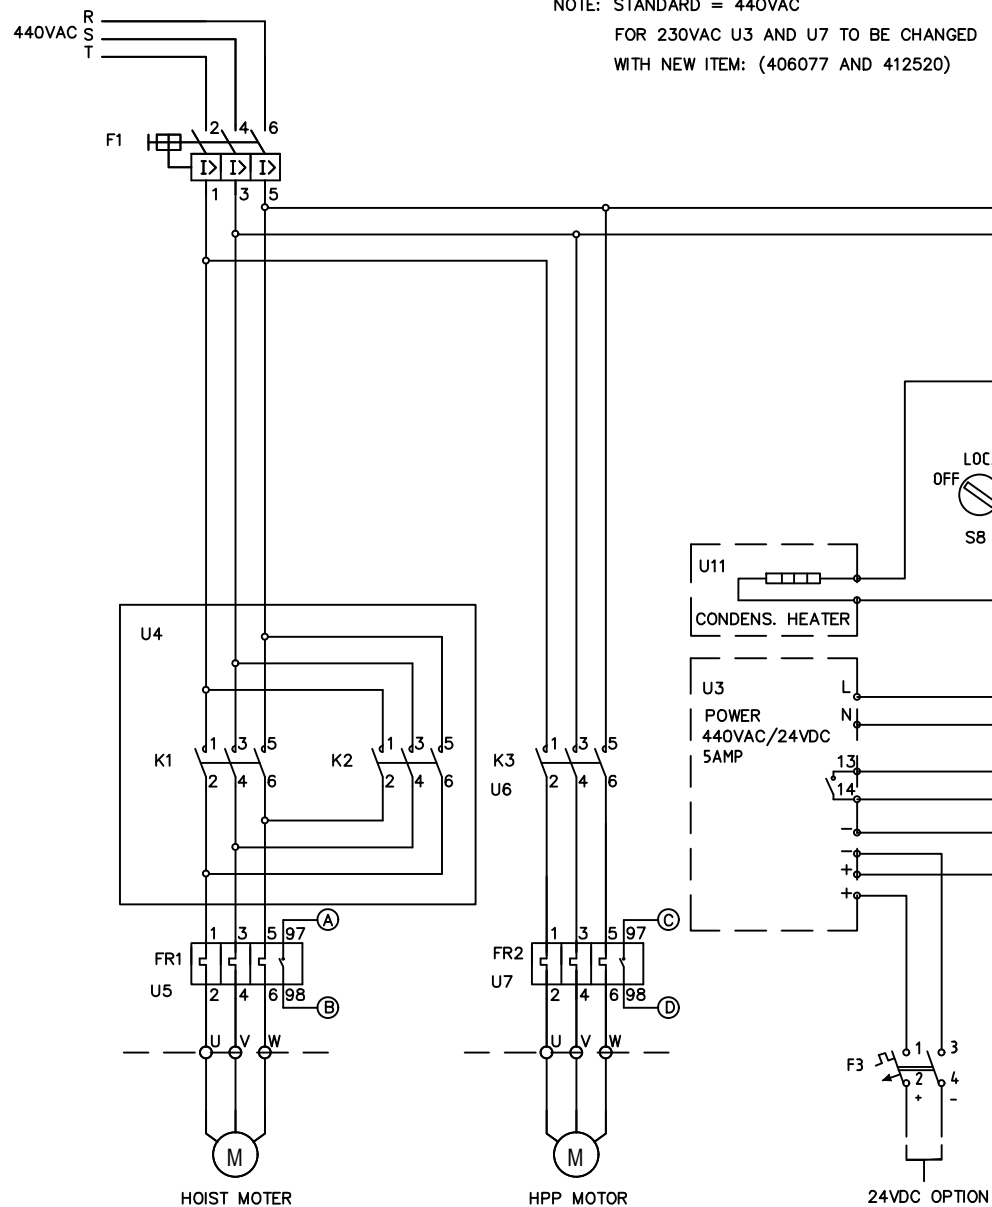 NOTE: STANDARD = 440VAC
FOR 230VAC U3 AND U7 TO BE CHANGED
WITH NEW ITEM: (406077 AND 412520)
R
440VAC S
T
F1
2 4 6
I> I> I>
1 3 5
OFF
S8
U11
CONDENS. HEATER
U4
U3
L
POWER
N
440VAC/24VDC
5AMP
13
14
-
-
+
+
K1
1 3 5
2 4 6
K2
1 3 5
2 4 6
K3
U6
1 3 5
2 4 6
A
1 3 5 97
FR1
U5
2 4 6 98
B
U V W
C
1 3 5 97
FR2
U7
2 4 6 98
D
U V W
F3
1 3
2 4
+ -
M
HOIST MOTER
M
HPP MOTOR
24VDC OPTION